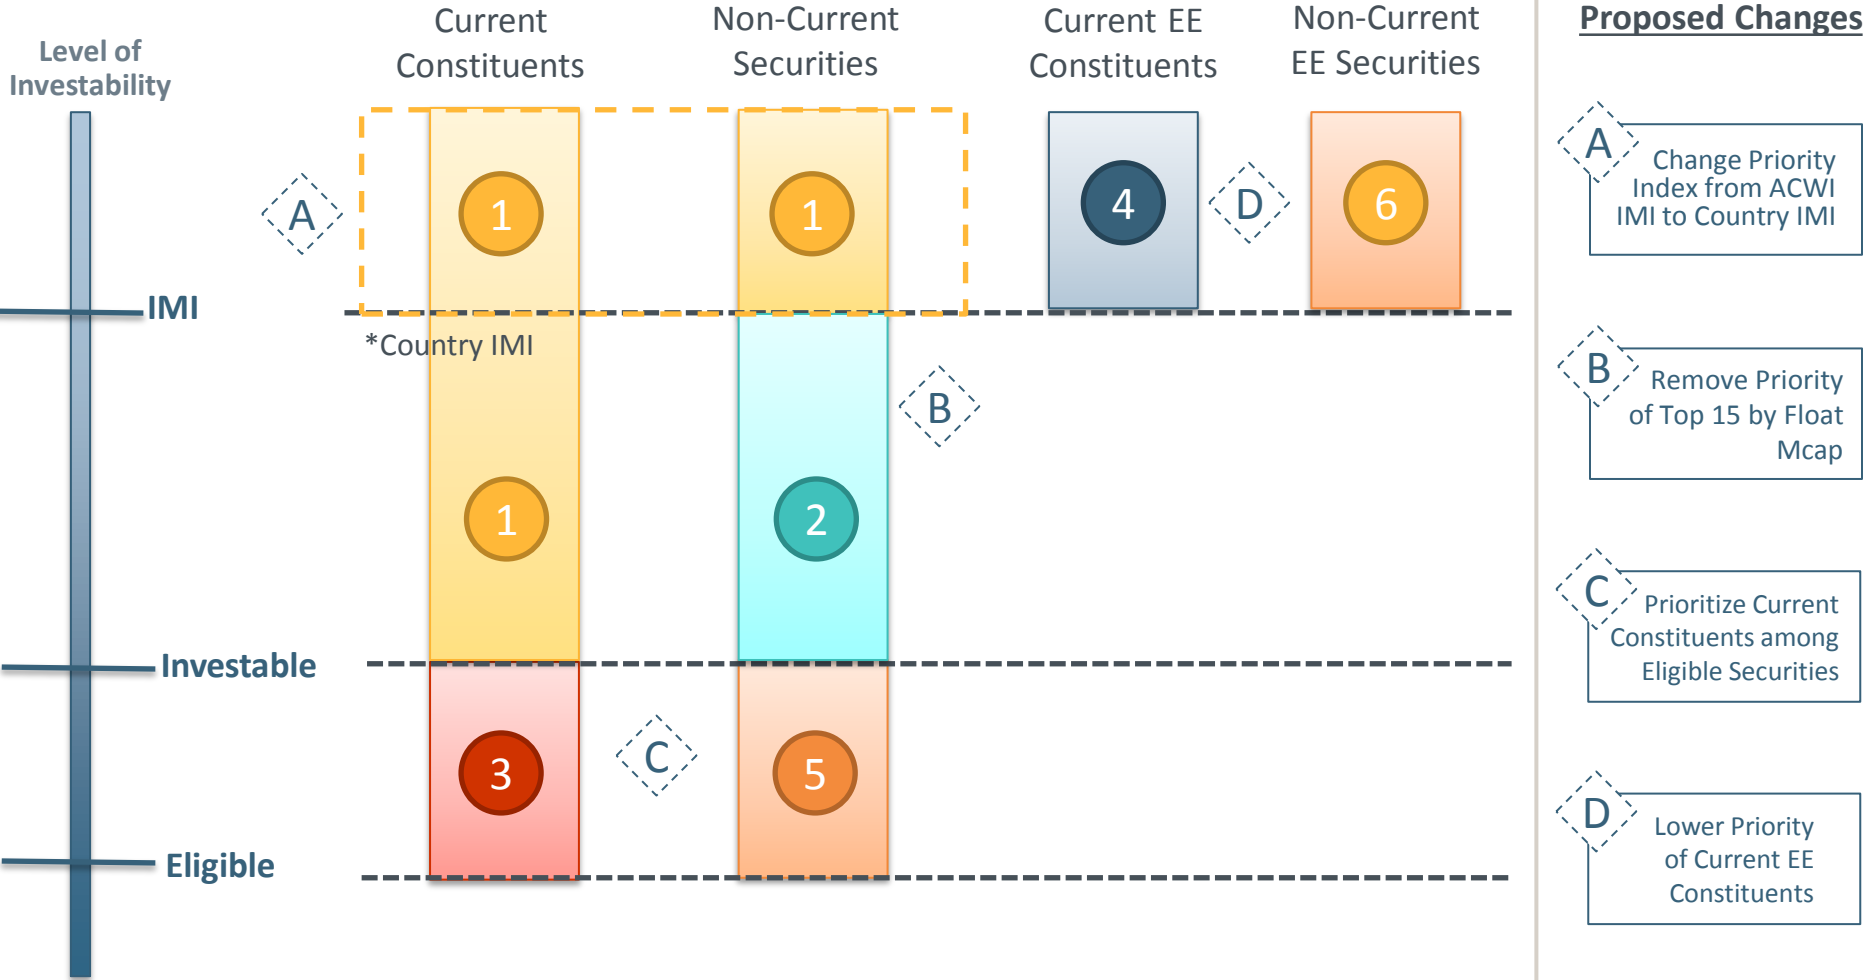 Current
Constituents
Non-Current
Securities
Current EE
Constituents
Non-Current
EE Securities
Proposed Changes
Level of
Investability
A
1
1
4
D
6
IMI
*Country IMI
B
1
2
Investable
3
C
5
Eligible
A
Change Priority
Index from ACWI
IMI to Country IMI
B
Remove Priority
of Top 15 by Float
Mcap
C
Prioritize Current
Constituents among
Eligible Securities
D
Lower Priority
of Current EE
Constituents